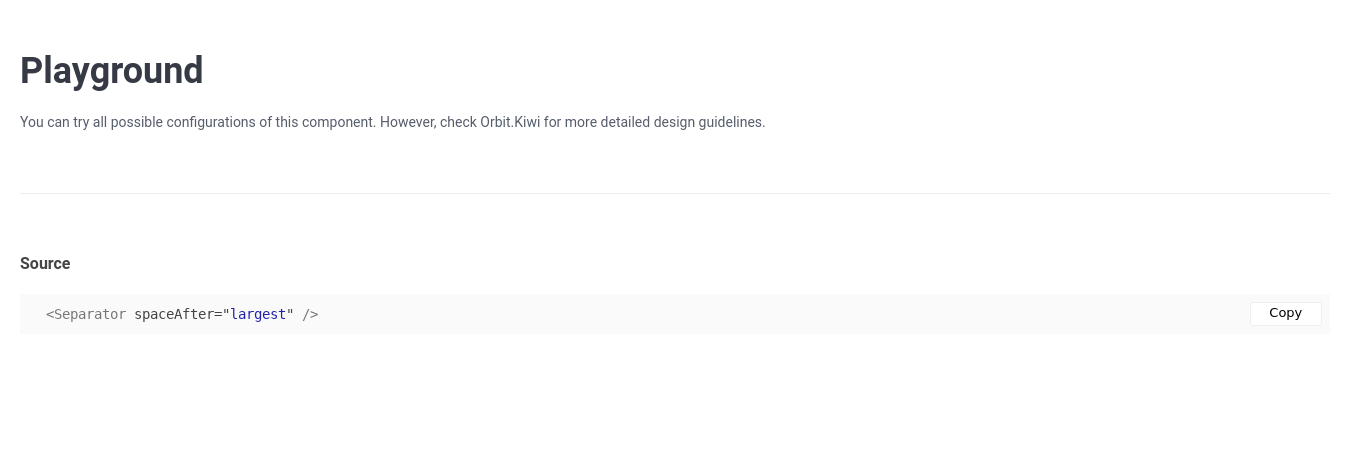 Playground
You can try all possible configurations of this component. However, check Orbit.Kiwi for more detailed design guidelines.
Source
<Separator spaceAfter="largest" />
Copy